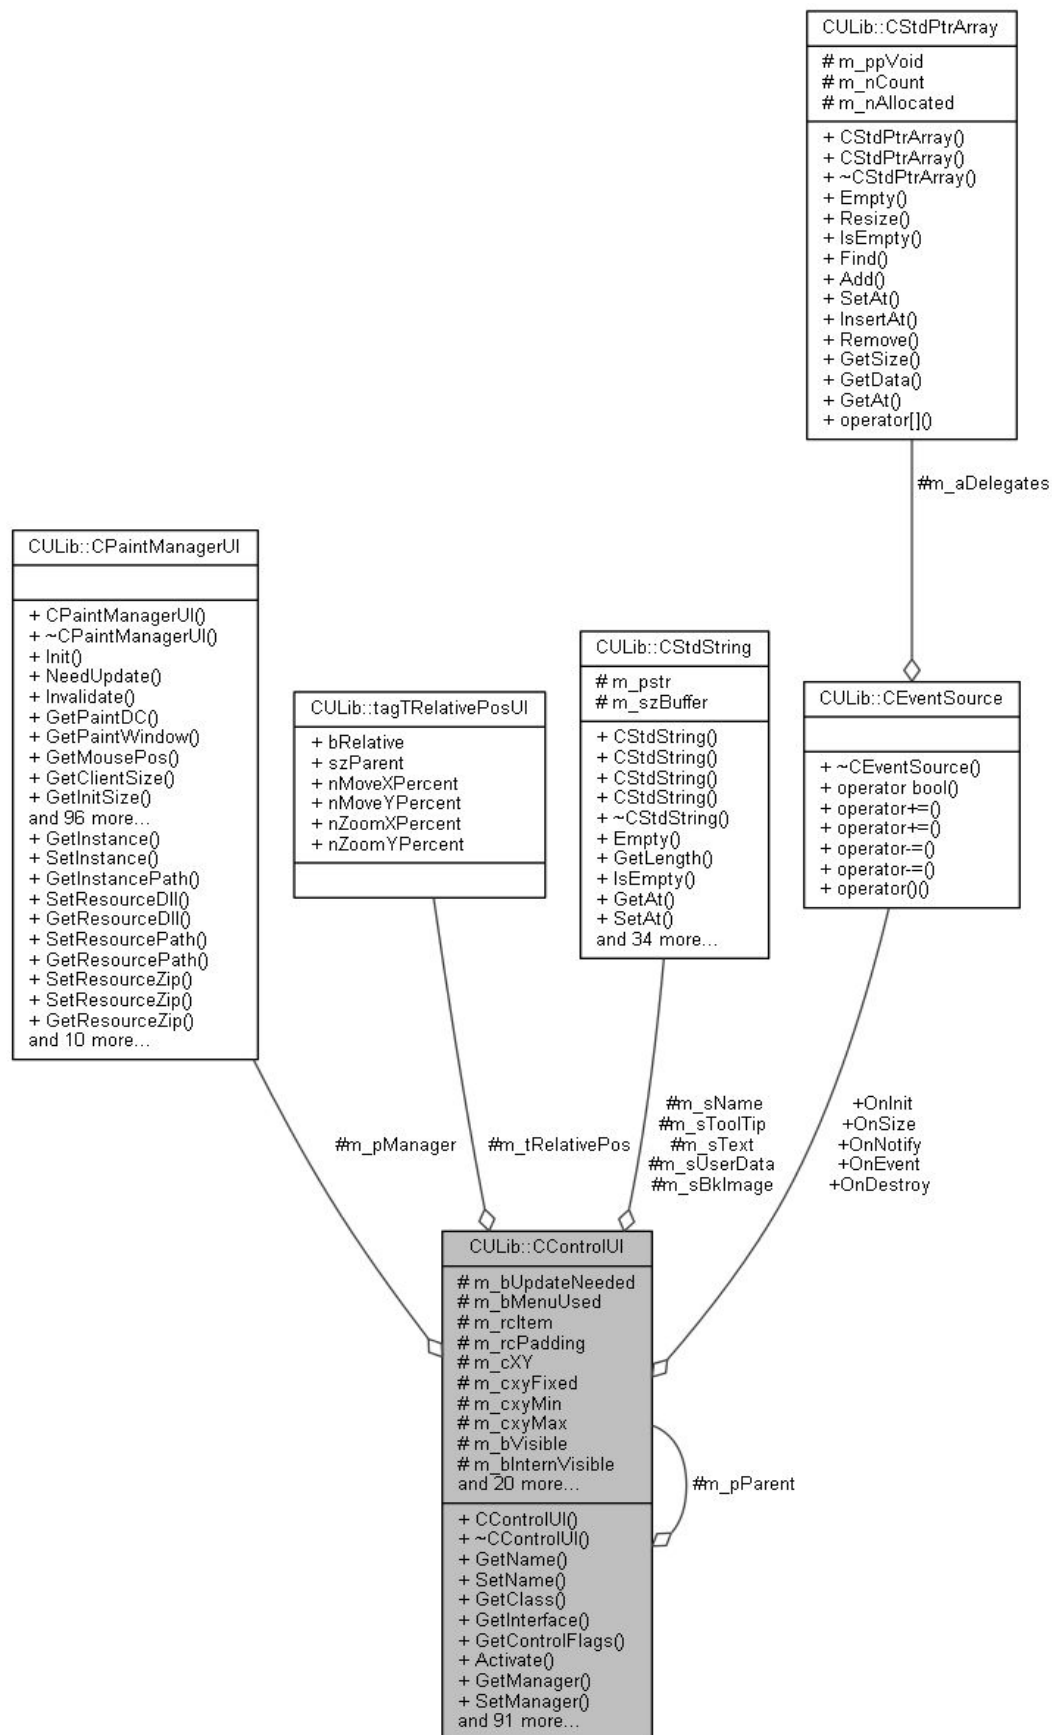 CULib::CStdPtrArray
# m_ppVoid
# m_nCount
# m_nAllocated
+ CStdPtrArray()
+ CStdPtrArray()
+ ~CStdPtrArray()
+ Empty()
+ Resize()
+ IsEmpty()
+ Find()
+ Add()
+ SetAt()
+ InsertAt()
+ Remove()
+ GetSize()
+ GetData()
+ GetAt()
+ operator[]()
#m_aDelegates
CULib::CPaintManagerUI
+ CPaintManagerUI()
+ ~CPaintManagerUI()
+ Init()
+ NeedUpdate()
+ Invalidate()
+ GetPaintDC()
+ GetPaintWindow()
+ GetMousePos()
+ GetClientSize()
+ GetInitSize()
and 96 more...
+ GetInstance()
+ SetInstance()
+ GetInstancePath()
+ SetResourceDll()
+ GetResourceDll()
+ SetResourcePath()
+ GetResourcePath()
+ SetResourceZip()
+ SetResourceZip()
+ GetResourceZip()
and 10 more...
CULib::tagTRelativePosUI
+ bRelative
+ szParent
+ nMoveXPercent
+ nMoveYPercent
+ nZoomXPercent
+ nZoomYPercent
CULib::CStdString
# m_pstr
# m_szBuffer
+ CStdString()
+ CStdString()
+ CStdString()
+ CStdString()
+ ~CStdString()
+ Empty()
+ GetLength()
+ IsEmpty()
+ GetAt()
+ SetAt()
and 34 more...
CULib::CEventSource
+ ~CEventSource()
+ operator bool()
+ operator+=()
+ operator+=()
+ operator-=()
+ operator-=()
+ operator()()
#m_pManager
#m_tRelativePos
#m_sName
#m_sToolTip
#m_sText
#m_sUserData
#m_sBkImage
+OnInit
+OnSize
+OnNotify
+OnEvent
+OnDestroy
CULib::CControlUI
# m_bUpdateNeeded
# m_bMenuUsed
# m_rcItem
# m_rcPadding
# m_cXY
# m_cxyFixed
# m_cxyMin
# m_cxyMax
# m_bVisible
# m_bInternVisible
and 20 more...
+ CControlUI()
+ ~CControlUI()
+ GetName()
+ SetName()
+ GetClass()
+ GetInterface()
+ GetControlFlags()
+ Activate()
+ GetManager()
+ SetManager()
and 91 more...
#m_pParent